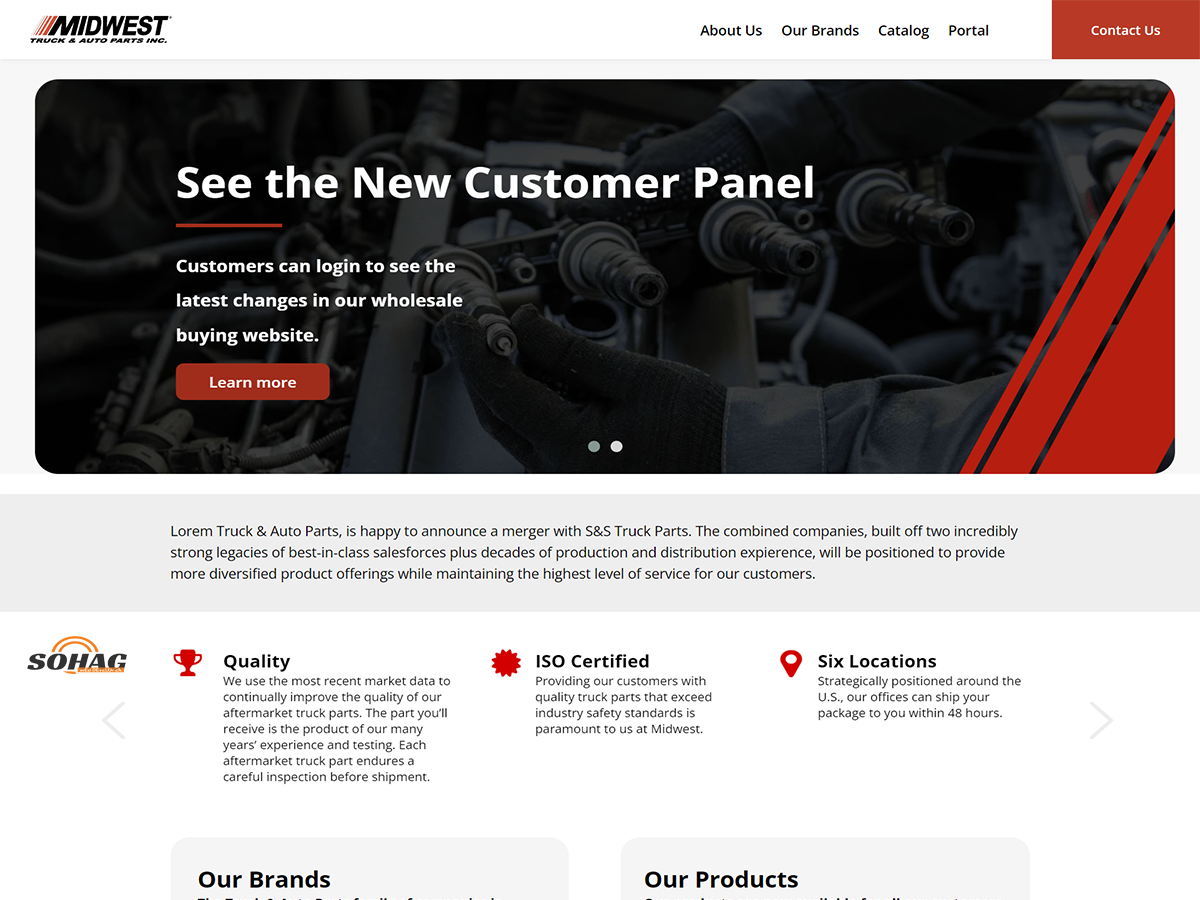 MIDWEST
TRUCK & AUTO PARTS INC.
About Us Our Brands Catalog Portal Contact Us
See the New Customer Panel
Customers can login to see the
latest changes in our wholesale
buying website.
Learn more
Lorem Truck & Auto Parts, is happy to announce a merger with S&S Truck Parts. The combined companies, built off two incredibly
strong legacies of best-in-class salesforces plus decades of production and distribution expierence, will be positioned to provide
more diversified product offerings while maintaining the highest level of service for our customers.
SOHAG
Quality
We use the most recent market data to
continually improve the quality of our
aftermarket truck parts. The part you’ll
receive is the product of our many
years’ experience and testing. Each
aftermarket truck part endures a
careful inspection before shipment.
ISO Certified
Providing our customers with
quality truck parts that exceed
industry safety standards is
paramount to us at Midwest.
Six Locations
Strategically positioned around the
U.S., our offices can ship your
package to you within 48 hours.
Our Brands
Our Products